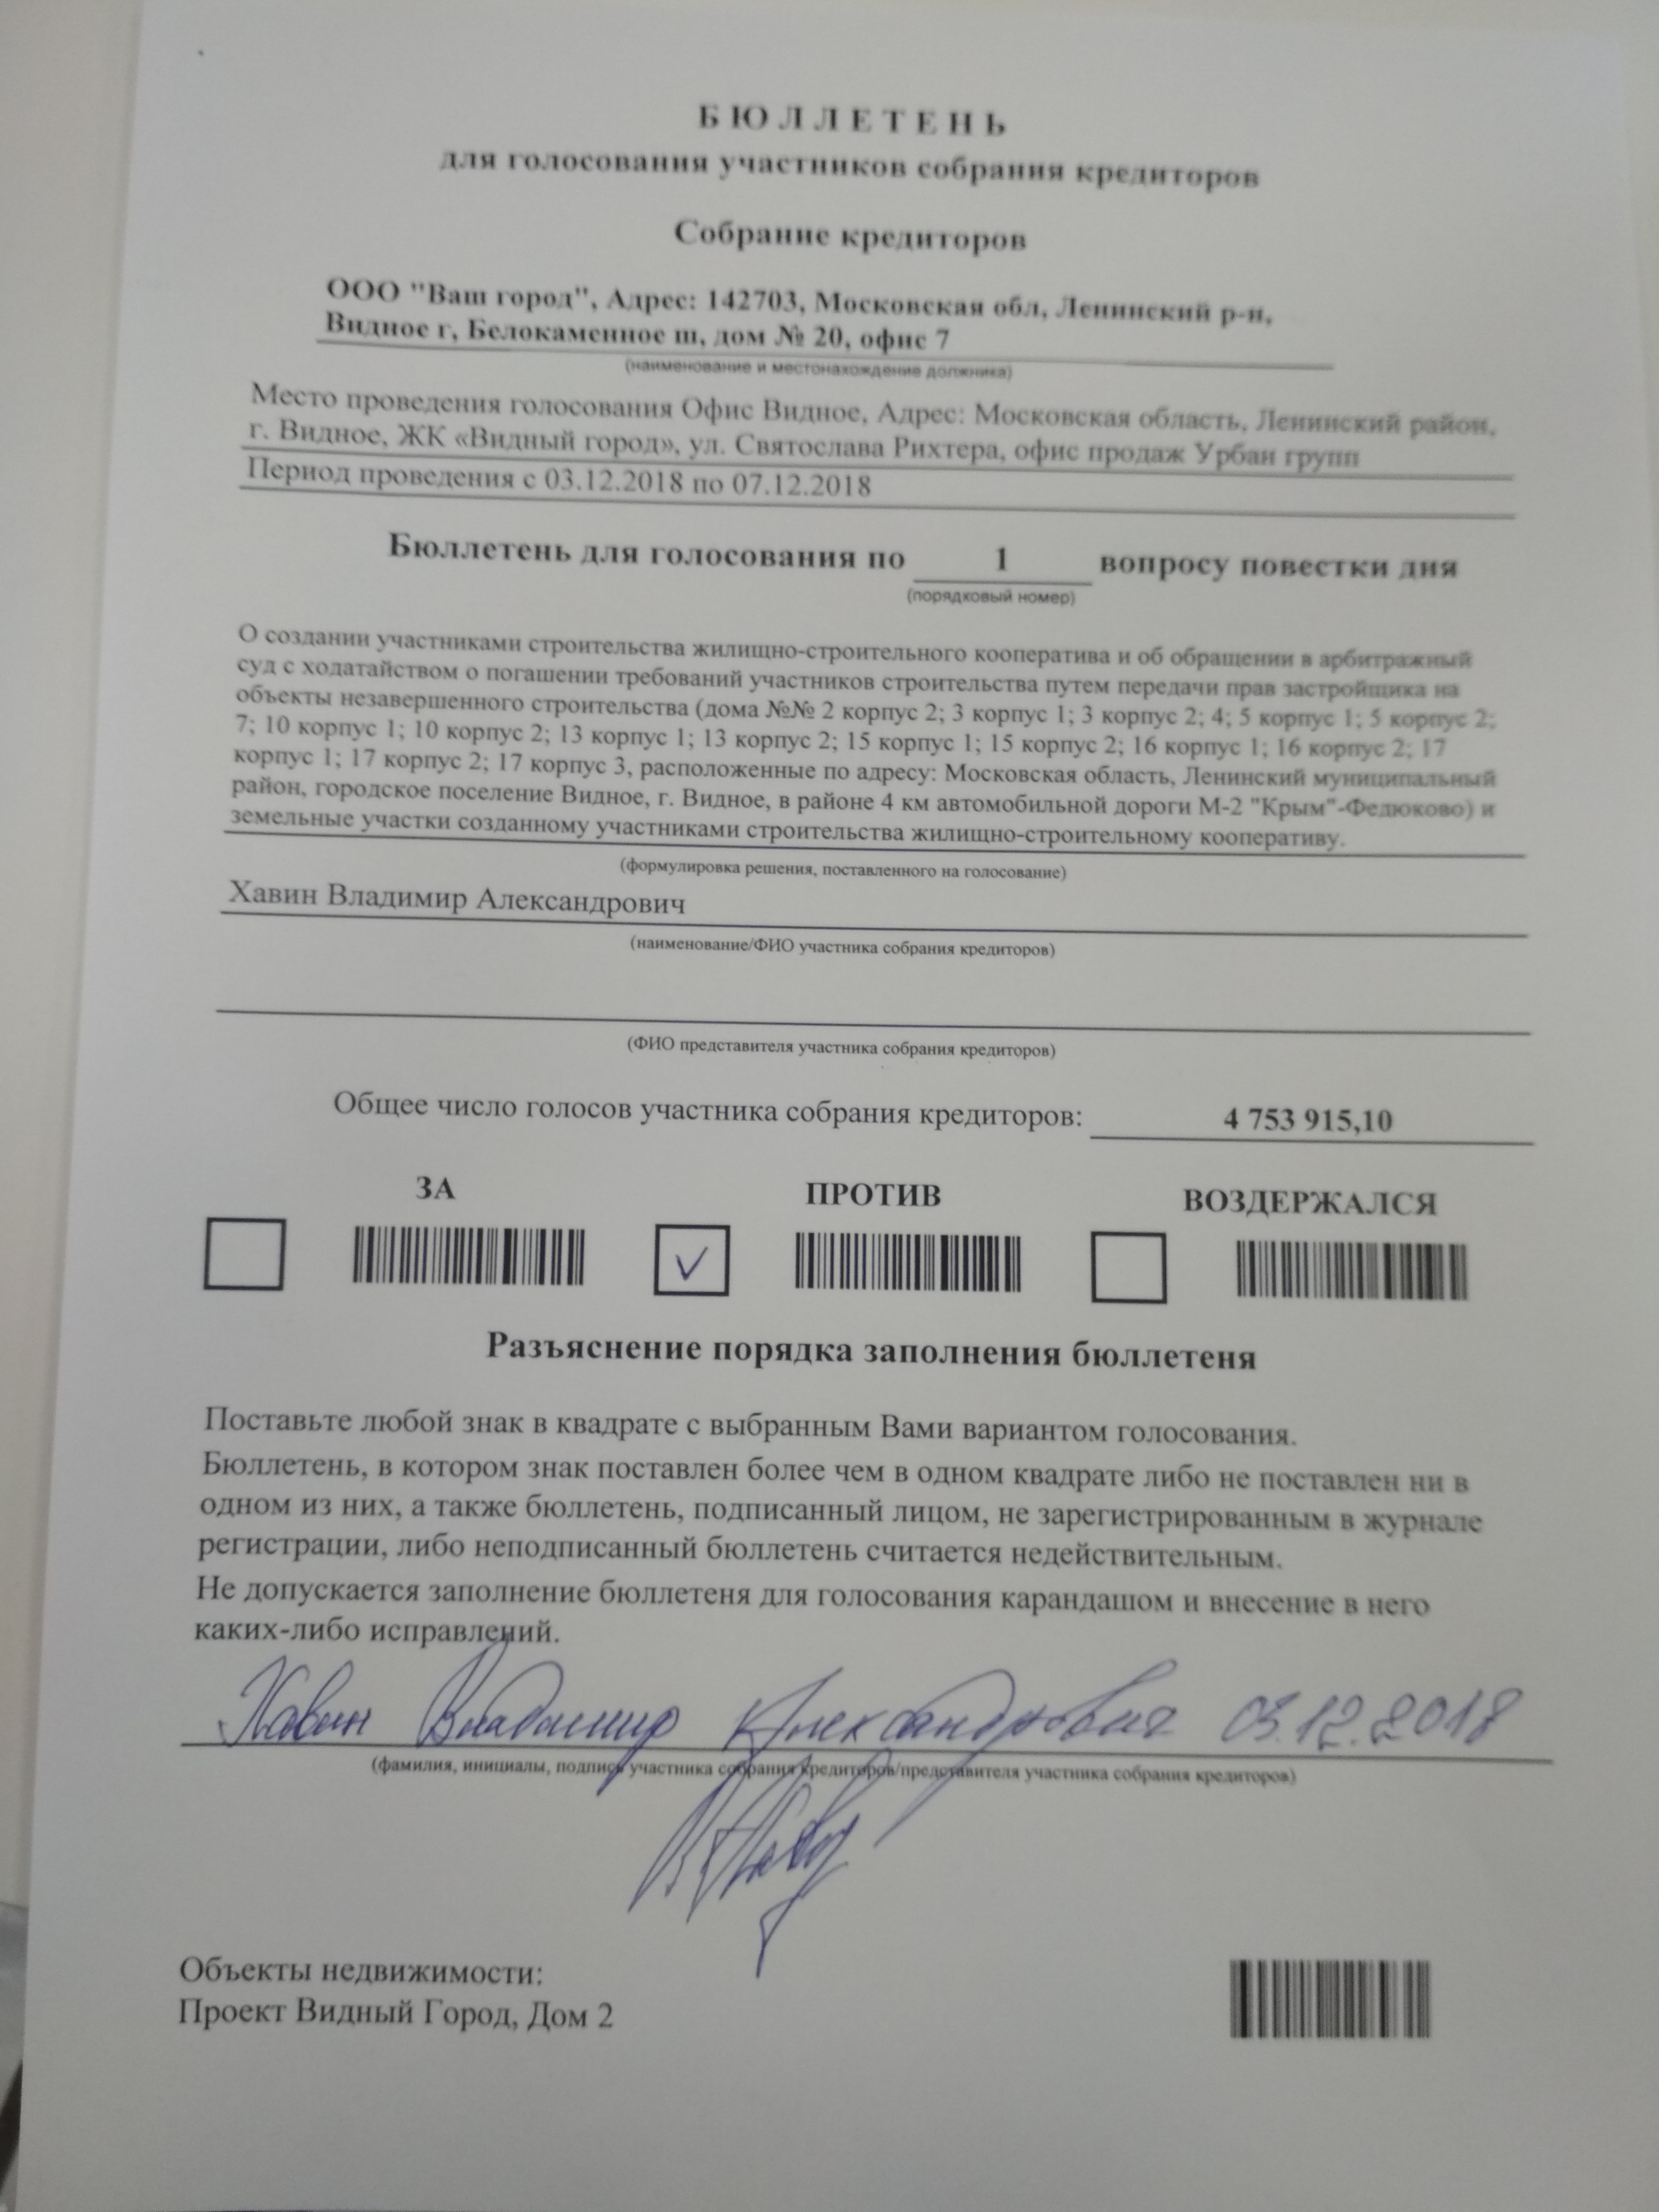 БЮЛЛЕТЕНЬ
для голосования участников собрания кредиторов
Собрание кредиторов
ООО "Ваш город", Адрес: 142703, Московская обл, Ленинский р-н,
Видное г, Белокаменное ш, дом № 20, офис 7
(наименование и местонахождение должника)
Место проведения голосования Офис Видное, Адрес: Московская область, Ленинский район,
г. Видное, ЖК «Видный город», ул. Святослава Рихтера, офис продаж Урбан групп
Период проведения с 03.12.2018 по 07.12.2018
Бюллетень для голосования по 1 вопросу повестки дня
(порядковый номер)
О создании участниками строительства жилищно-строительного кооператива и об обращении в арбитражный
суд с ходатайством о погашении требований участников строительства путем передачи прав застройщика на
объекты незавершенного строительства (дома №№ 2 корпус 2; 3 корпус 1; 3 корпус 2; 4; 5 корпус 1; 5 корпус 2;
7; 10 корпус 1; 10 корпус 2; 13 корпус 1; 13 корпус 2; 15 корпус 1; 15 корпус 2; 16 корпус 1; 16 корпус 2; 17
корпус 1; 17 корпус 2; 17 корпус 3, расположенные по адресу: Московская область, Ленинский муниципальный
район, городское поселение Видное, г. Видное, в районе 4 км автомобильной дороги М-2 "Крым"-Федюково) и
земельные участки созданному участниками строительства жилищно-строительному кооперативу.
(формулировка решения, поставленного на голосование)
Хавин Владимир Александрович
(наименование/ФИО участника собрания кредиторов)
(ФИО представителя участника собрания кредиторов)
Общее число голосов участника собрания кредиторов: 4 753 915,10
ЗА ПРОТИВ ВОЗДЕРЖАЛСЯ
Разъяснение порядка заполнения бюллетеня
Поставьте любой знак в квадрате с выбранным Вами вариантом голосования.
Бюллетень, в котором знак поставлен более чем в одном квадрате либо не поставлен ни в
одном из них, а также бюллетень, подписанный лицом, не зарегистрированным в журнале
регистрации, либо неподписанный бюллетень считается недействительным.
Не допускается заполнение бюллетеня для голосования карандашом и внесение в него
каких-либо исправлений.
Хавин Владимир Александрович 03.12.2018
(фамилия, инициалы, подпись участника собрания кредиторов/представителя участника собрания кредиторов)
Объекты недвижимости:
Проект Видный Город, Дом 2